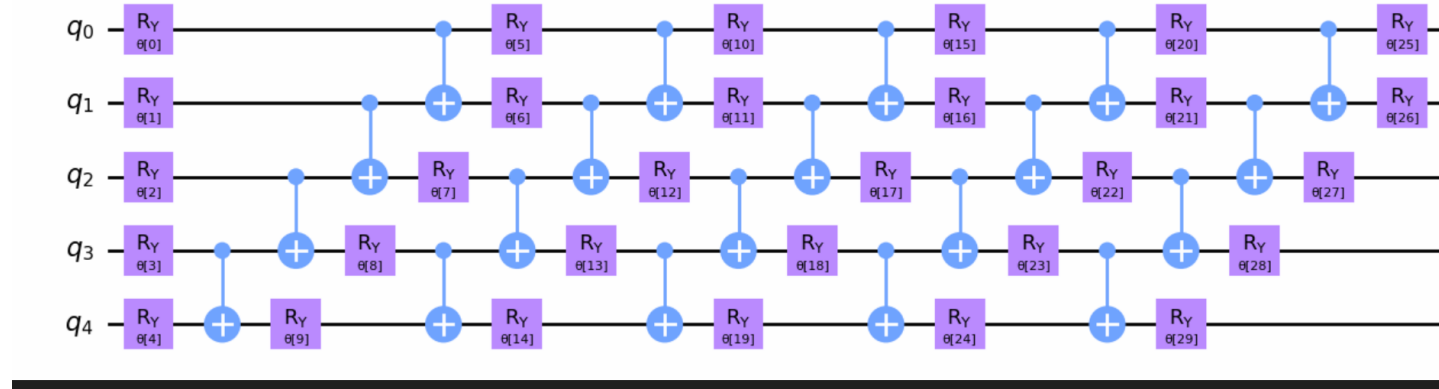 q0 RY θ[0] RY θ[5] RY θ[10] RY θ[15] RY θ[20] RY θ[25]
q1 RY θ[1] RY θ[6] RY θ[11] RY θ[16] RY θ[21] RY θ[26]
q2 RY θ[2] RY θ[7] RY θ[12] RY θ[17] RY θ[22] RY θ[27]
q3 RY θ[3] RY θ[8] RY θ[13] RY θ[18] RY θ[23] RY θ[28]
q4 RY θ[4] RY θ[9] RY θ[14] RY θ[19] RY θ[24] RY θ[29]